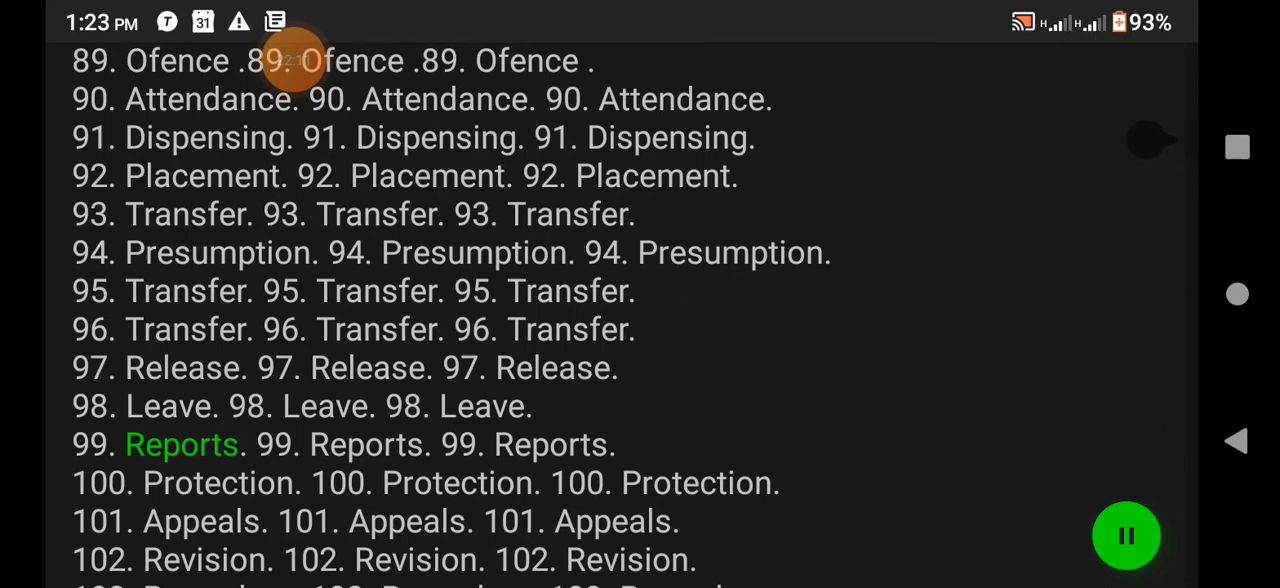 1:23 PM T 31 H H 93%
89. Ofence .89. Ofence .89. Ofence .
90. Attendance. 90. Attendance. 90. Attendance.
91. Dispensing. 91. Dispensing. 91. Dispensing.
92. Placement. 92. Placement. 92. Placement.
93. Transfer. 93. Transfer. 93. Transfer.
94. Presumption. 94. Presumption. 94. Presumption.
95. Transfer. 95. Transfer. 95. Transfer.
96. Transfer. 96. Transfer. 96. Transfer.
97. Release. 97. Release. 97. Release.
98. Leave. 98. Leave. 98. Leave.
99. Reports. 99. Reports. 99. Reports.
100. Protection. 100. Protection. 100. Protection.
101. Appeals. 101. Appeals. 101. Appeals.
102. Revision. 102. Revision. 102. Revision.